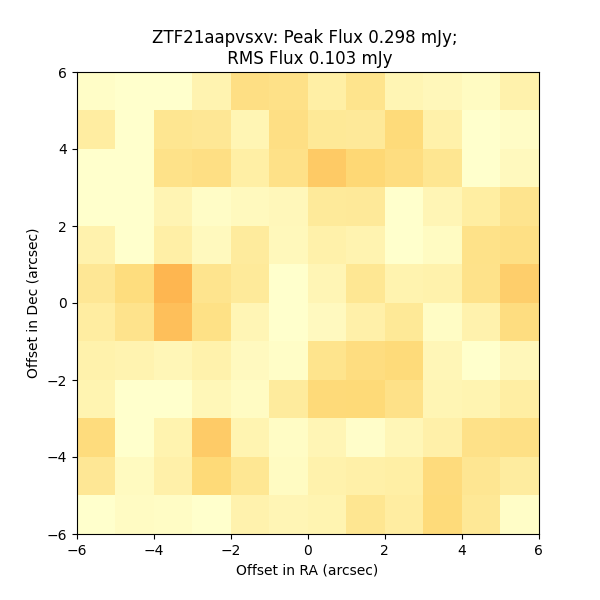 ZTF21aapvsxv: Peak Flux 0.298 mJy;
RMS Flux 0.103 mJy
6
4
2
0
−2
−4
−6
Offset in Dec (arcsec)
−6 −4 −2 0 2 4 6
Offset in RA (arcsec)